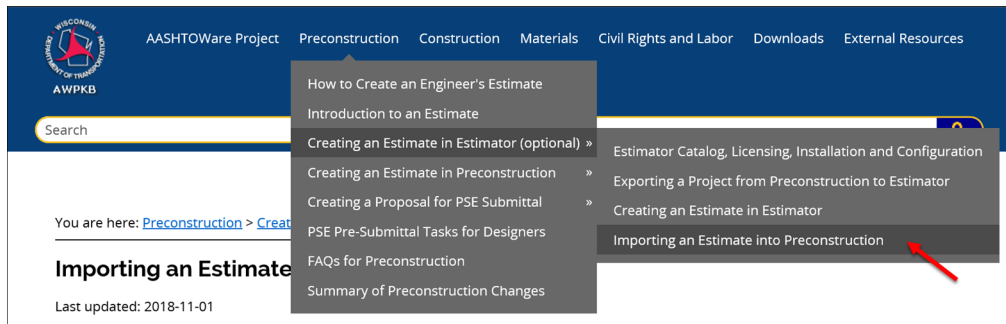 WISCONSIN
DEPARTMENT OF TRANSPORTATION
AWPKB
AASHTOWare Project Preconstruction Construction Materials Civil Rights and Labor Downloads External Resources
How to Create an Engineer's Estimate
Introduction to an Estimate
Search
Creating an Estimate in Estimator (optional) »
Creating an Estimate in Preconstruction »
Creating a Proposal for PSE Submittal »
PSE Pre-Submittal Tasks for Designers
FAQs for Preconstruction
Summary of Preconstruction Changes
Estimator Catalog, Licensing, Installation and Configuration
Exporting a Project from Preconstruction to Estimator
Creating an Estimate in Estimator
Importing an Estimate into Preconstruction
You are here: Preconstruction > Creat
Importing an Estimate
Last updated: 2018-11-01